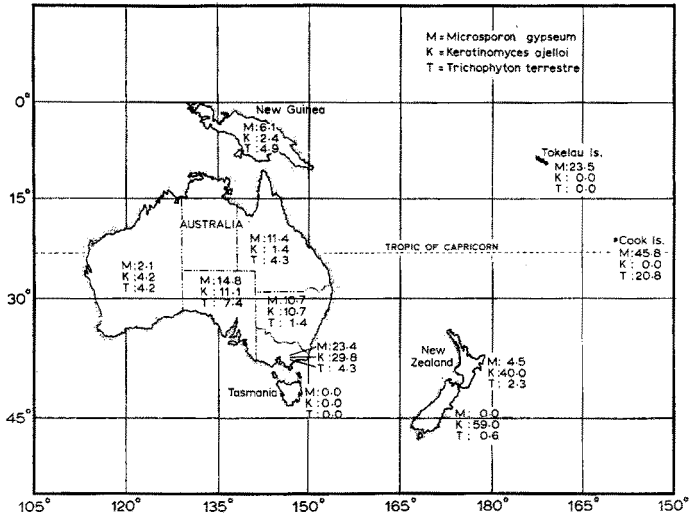 M = Microsporon gypseum
K = Keratinomyces ajelloi
T = Trichophyton terrestre
0°
New Guinea
M:6·1
K:2·4
T:4·9
Tokelau Is.
M:23·5
K: 0·0
T: 0·0
15°
AUSTRALIA
M:11·4
K: 1·4
T: 4·3
TROPIC OF CAPRICORN
Cook Is.
M:45·8
K: 0·0
T:20·8
M:2·1
K:4·2
T:4·2
M:14·8
K: 11·1
T: 7·4
M:10·7
K:10·7
T: 1·4
30°
M:23·4
K:29·8
T: 4·3
New
Zealand
M: 4·5
K:40·0
T: 2·3
Tasmania
M:0·0
K:0·0
T:0·0
M: 0·0
K:59·0
T: 0·6
45°
105° 120° 135° 150° 165° 180° 165° 150°